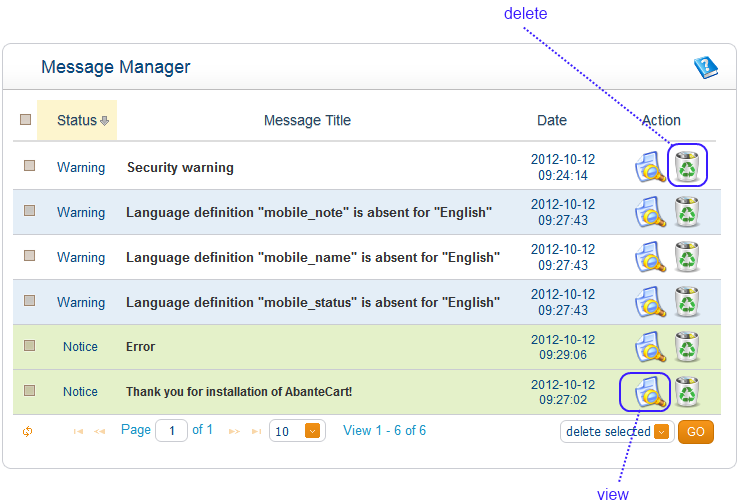 delete
Message Manager
Status Message Title Date Action
Warning Security warning 2012-10-12
09:24:14
Warning Language definition "mobile_note" is absent for "English" 2012-10-12
09:27:43
Warning Language definition "mobile_name" is absent for "English" 2012-10-12
09:27:43
Warning Language definition "mobile_status" is absent for "English" 2012-10-12
09:27:43
Notice Error 2012-10-12
09:29:06
Notice Thank you for installation of AbanteCart! 2012-10-12
09:27:02
Page 1 of 1 10 View 1 - 6 of 6 delete selected GO
view